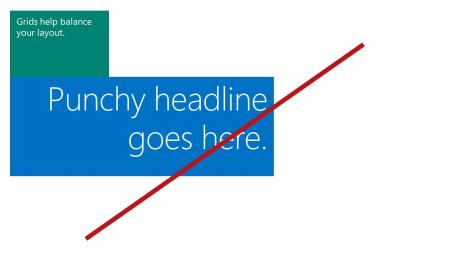 Grids help balance
your layout.
Punchy headline
goes here.